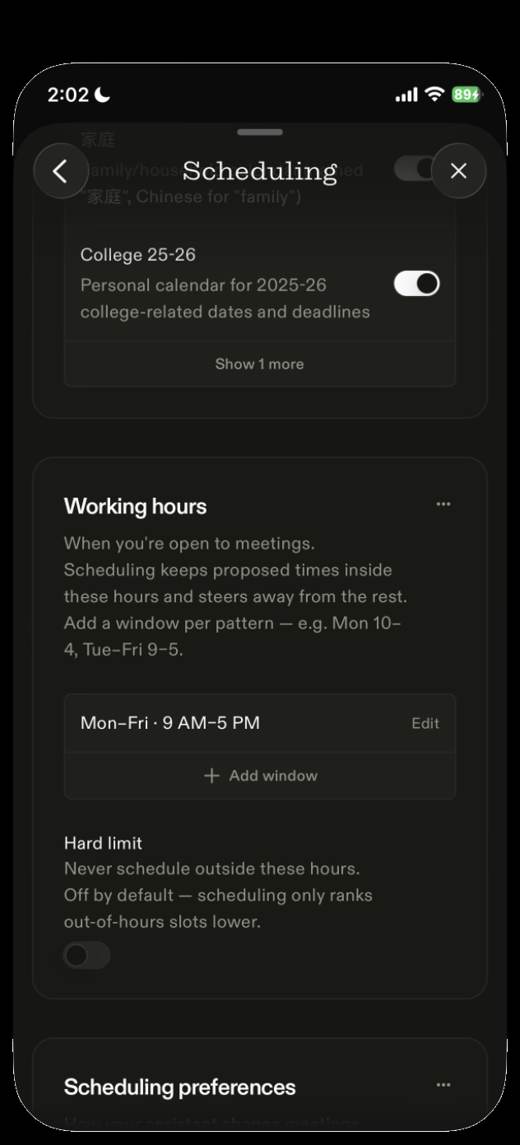 2:02
89
家庭
Scheduling
"家庭", Chinese for "family")
College 25-26
Personal calendar for 2025-26
college-related dates and deadlines
Show 1 more
Working hours
When you're open to meetings.
Scheduling keeps proposed times inside
these hours and steers away from the rest.
Add a window per pattern — e.g. Mon 10–
4, Tue–Fri 9–5.
Mon–Fri · 9 AM–5 PM
Edit
Add window
Hard limit
Never schedule outside these hours.
Off by default — scheduling only ranks
out-of-hours slots lower.
Scheduling preferences